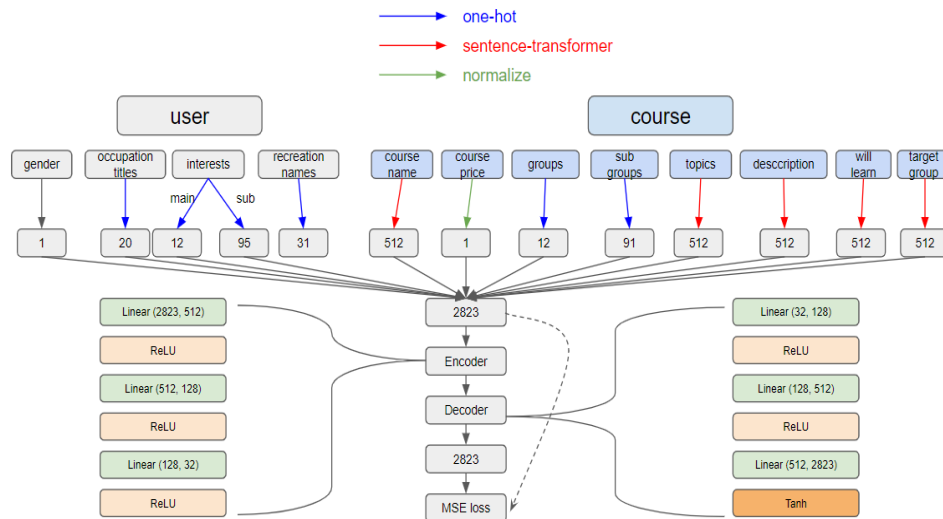 one-hot
sentence-transformer
normalize
user
course
gender
occupation
titles
interests
recreation
names
course
name
course
price
groups
sub
groups
topics
desccription
will
learn
target
group
main
sub
1
20
12
95
31
512
1
12
91
512
512
512
512
2823
Encoder
Decoder
2823
MSE loss
Linear (2823, 512)
ReLU
Linear (512, 128)
ReLU
Linear (128, 32)
ReLU
Linear (32, 128)
ReLU
Linear (128, 512)
ReLU
Linear (512, 2823)
Tanh